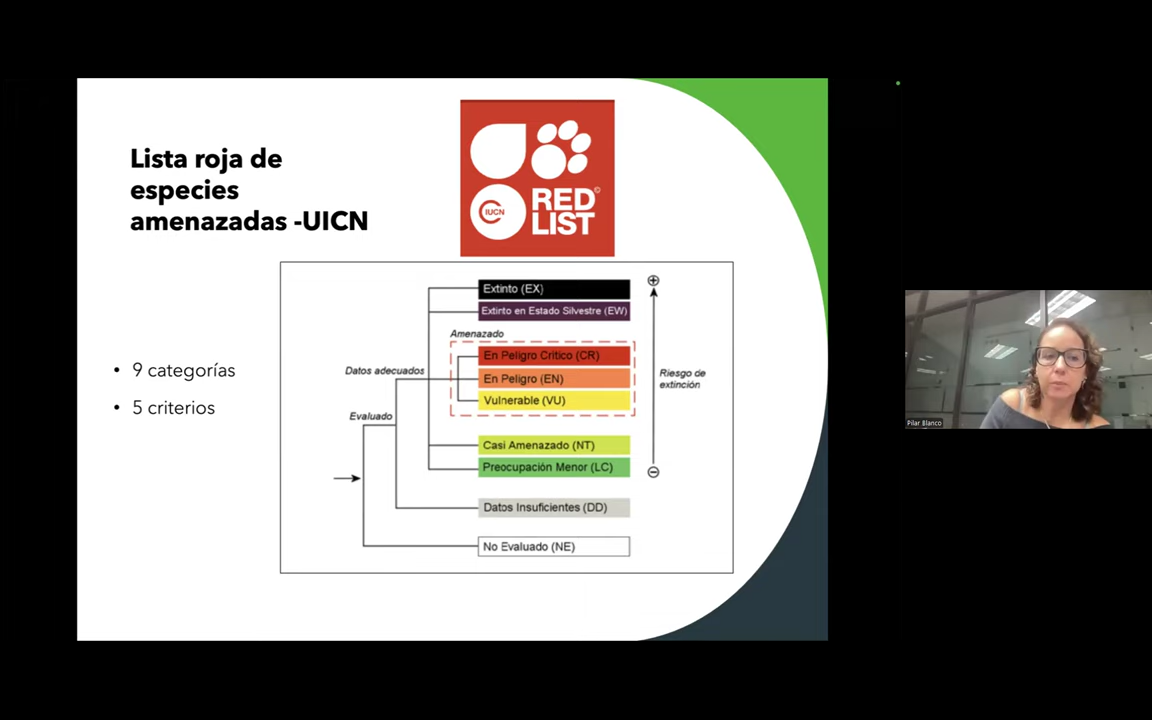 Lista roja de
especies
amenazadas -UICN
IUCN
RED
LIST
©
• 9 categorías
• 5 criterios
Extinto (EX)
Extinto en Estado Silvestre (EW)
Amenazado
En Peligro Crítico (CR)
Datos adecuados
En Peligro (EN)
Riesgo de
extinción
Vulnerable (VU)
Evaluado
Casi Amenazado (NT)
Preocupación Menor (LC)
Datos Insuficientes (DD)
No Evaluado (NE)
Pilar Blanco